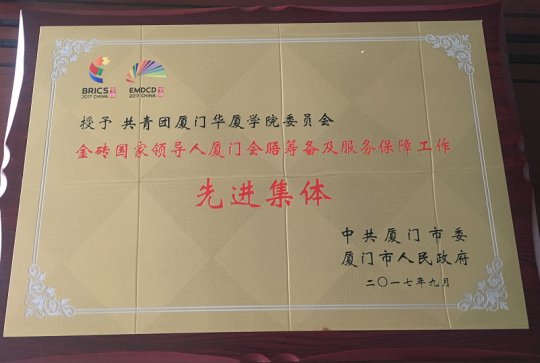 BRICS EMDCD
2017 CHINA 2017 CHINA
授予 共青团厦门华厦学院委员会
金砖国家领导人厦门会晤筹备及服务保障工作
先进集体
中共厦门市委
厦门市人民政府
二〇一七年九月